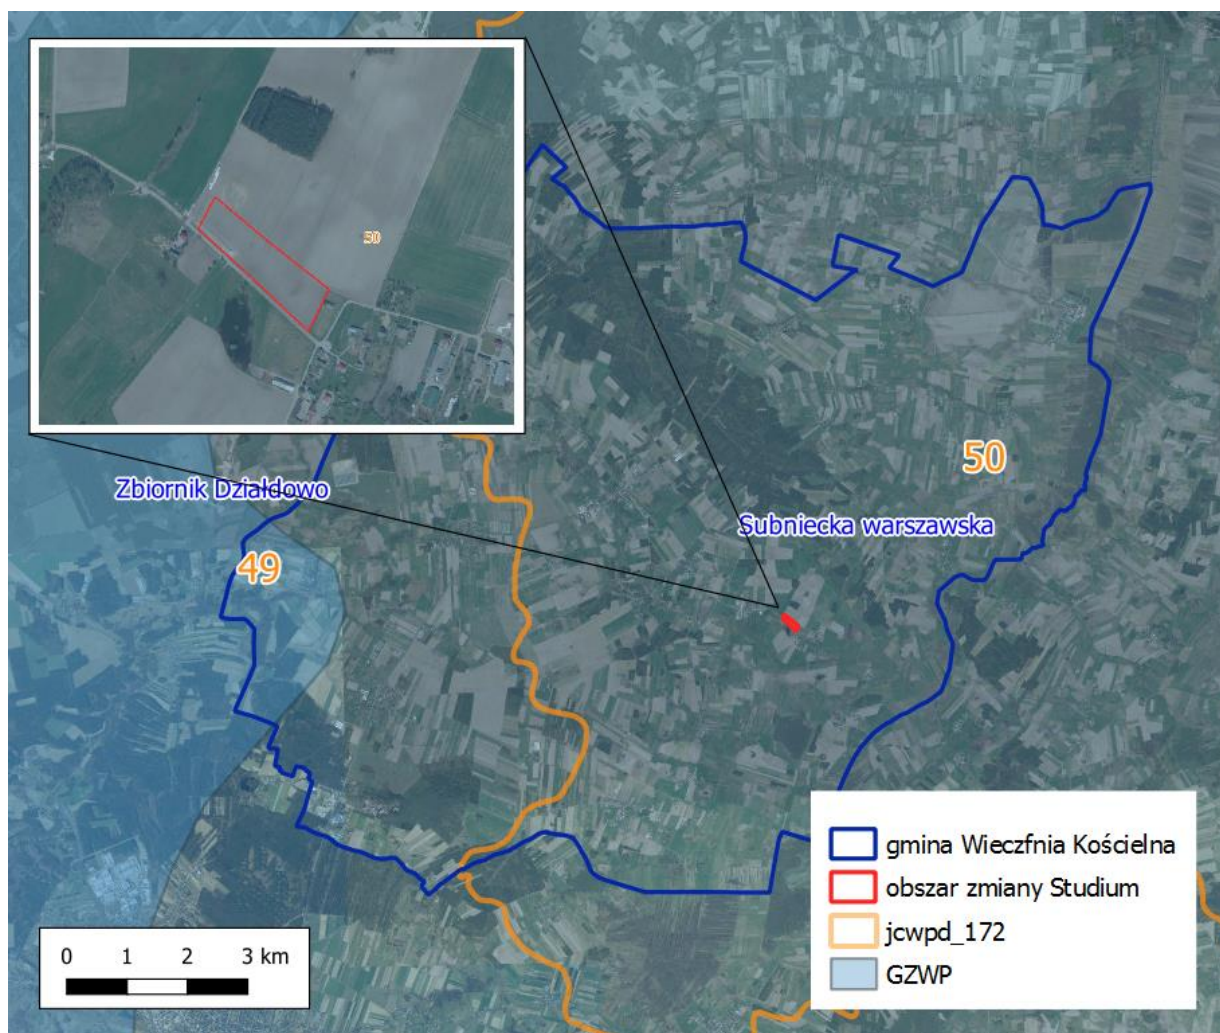 50
Zbiornik Działdowo
50
Subniecka warszawska
49
gmina Wieczfnia Kościelna
obszar zmiany Studium
jcwpd_172
GZWP
0 1 2 3 km